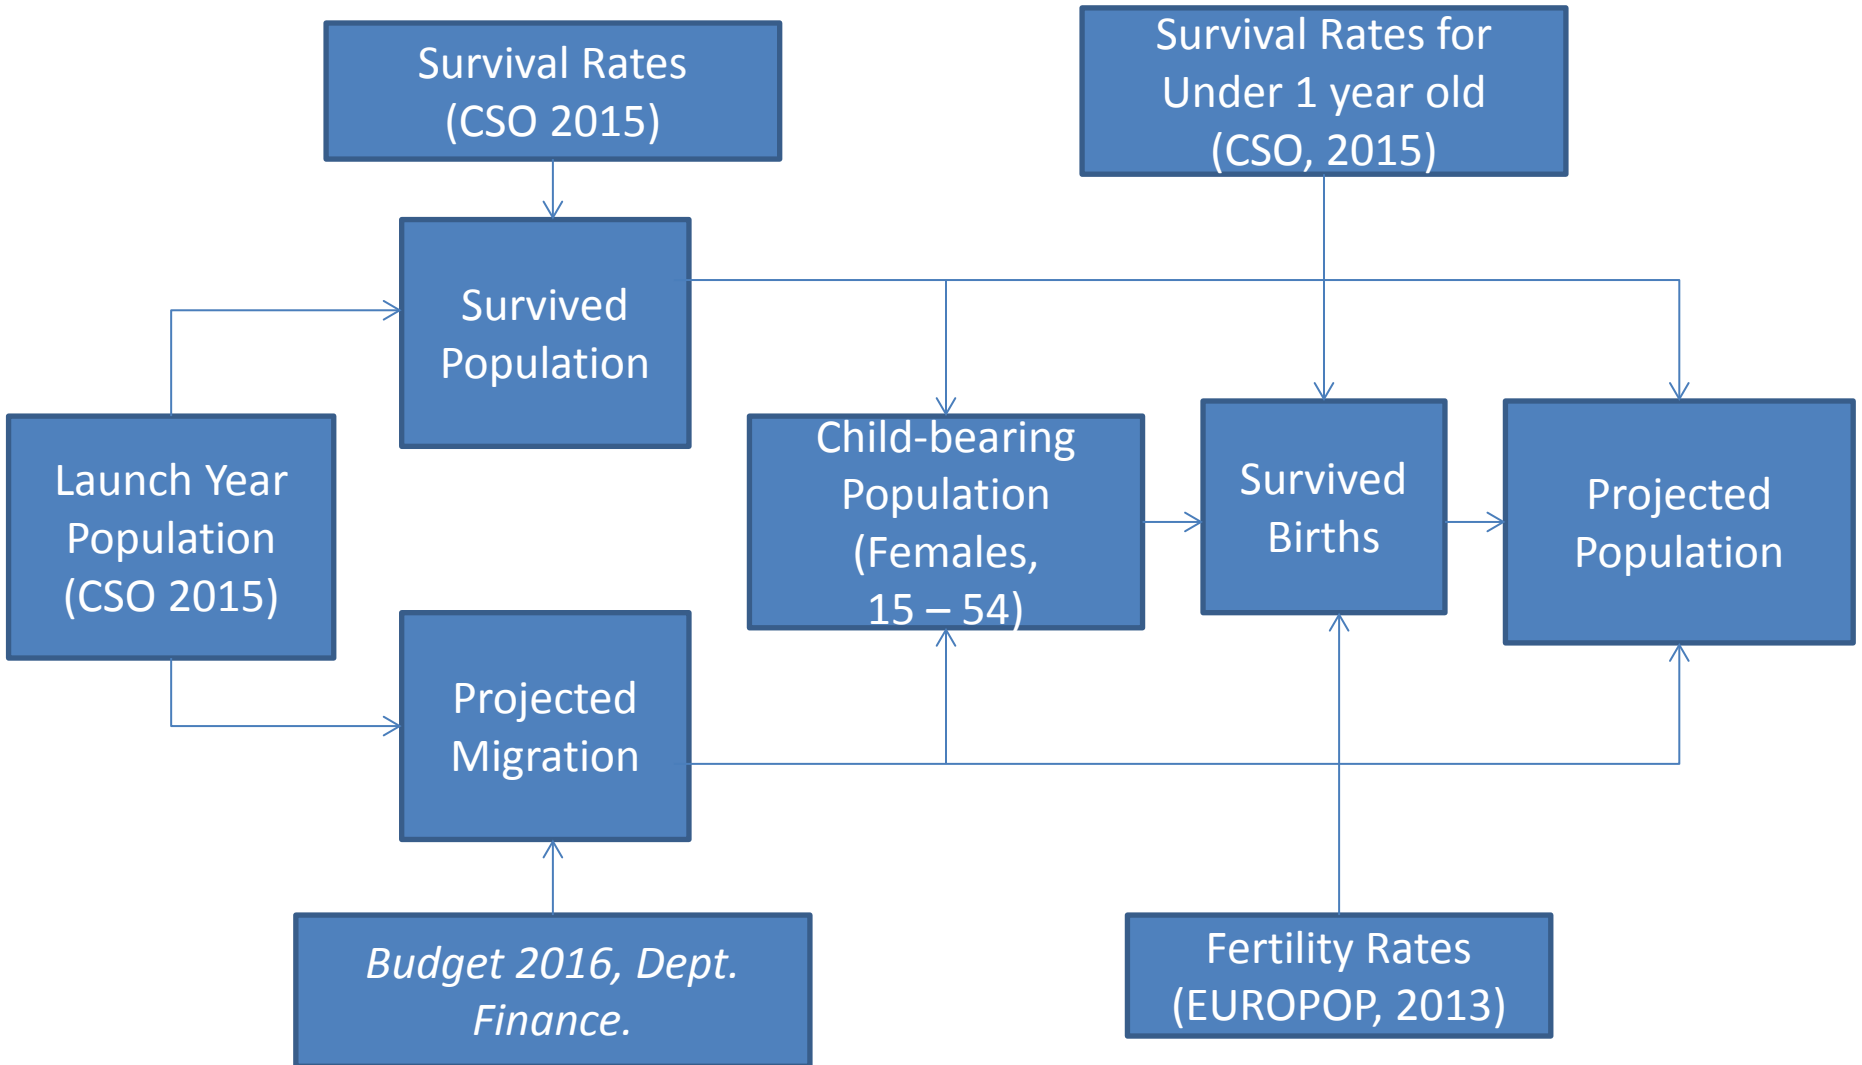 Survival Rates
(CSO 2015)
Survival Rates for
Under 1 year old
(CSO, 2015)
Survived
Population
Launch Year
Population
(CSO 2015)
Child-bearing
Population
(Females,
15 – 54)
Survived
Births
Projected
Population
Projected
Migration
Budget 2016, Dept.
Finance.
Fertility Rates
(EUROPOP, 2013)